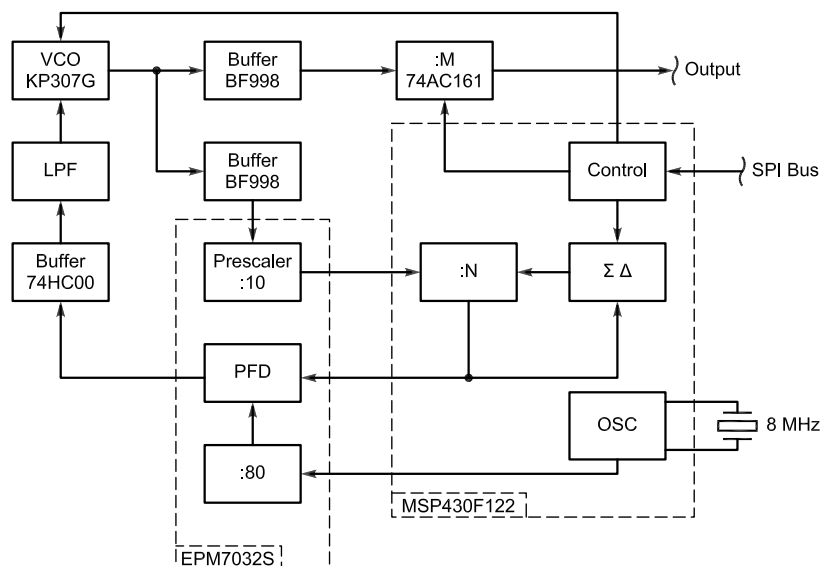 VCO
KP307G
Buffer
BF998
:M
74AC161
Output
LPF
Buffer
BF998
Control
SPI Bus
Buffer
74HC00
Prescaler
:10
:N
Σ Δ
PFD
OSC
8 MHz
:80
MSP430F122
EPM7032S